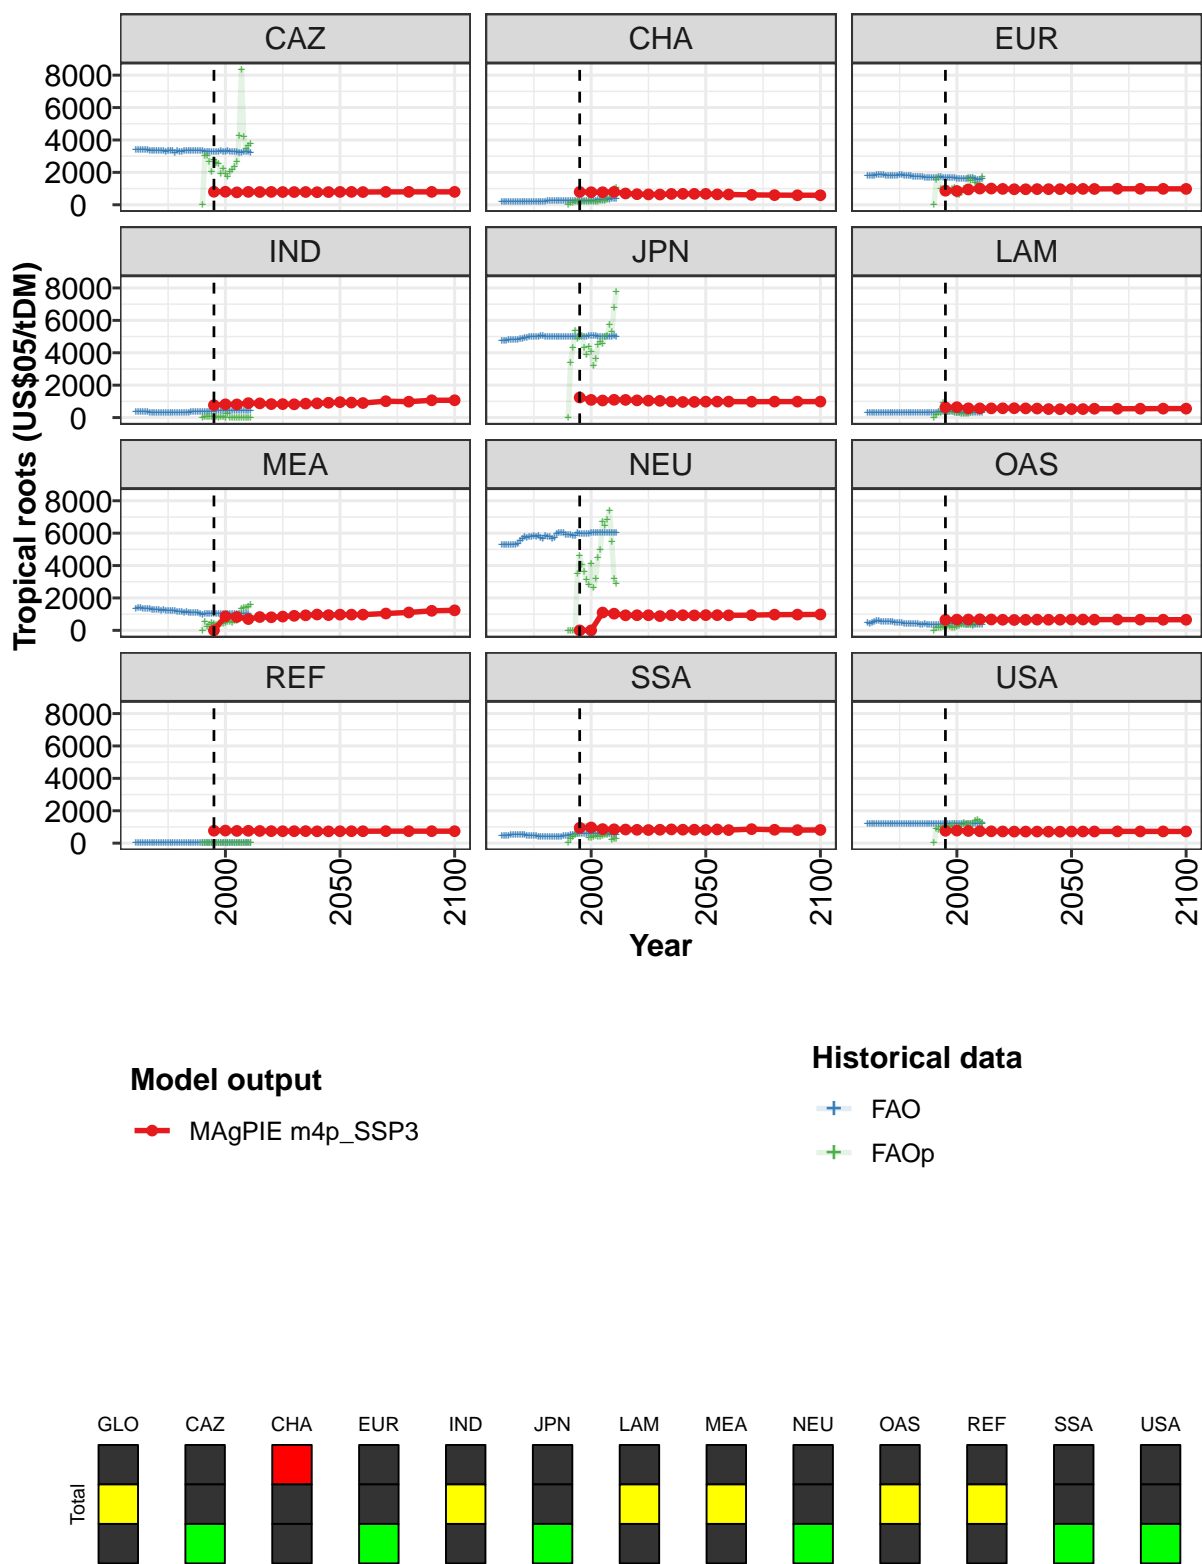 CAZ CHA EUR
8000
6000
4000
2000
0
IND JPN LAM
8000
6000
4000
2000
0
Tropical roots (US$05/tDM)
MEA NEU OAS
8000
6000
4000
2000
0
REF SSA USA
8000
6000
4000
2000
0
2000 2050 2100 2000 2050 2100 2000 2050 2100
Year
Model output
MAgPIE m4p_SSP3
Historical data
FAO
FAOp
GLO CAZ CHA EUR IND JPN LAM MEA NEU OAS REF SSA USA
Total